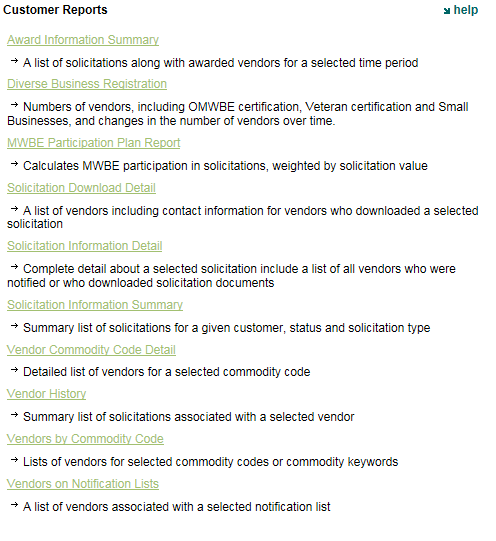 Customer Reports help
Award Information Summary
→ A list of solicitations along with awarded vendors for a selected time period
Diverse Business Registration
→ Numbers of vendors, including OMWBE certification, Veteran certification and Small
Businesses, and changes in the number of vendors over time.
MWBE Participation Plan Report
→ Calculates MWBE participation in solicitations, weighted by solicitation value
Solicitation Download Detail
→ A list of vendors including contact information for vendors who downloaded a selected
solicitation
Solicitation Information Detail
→ Complete detail about a selected solicitation include a list of all vendors who were
notified or who downloaded solicitation documents
Solicitation Information Summary
→ Summary list of solicitations for a given customer, status and solicitation type
Vendor Commodity Code Detail
→ Detailed list of vendors for a selected commodity code
Vendor History
→ Summary list of solicitations associated with a selected vendor
Vendors by Commodity Code
→ Lists of vendors for selected commodity codes or commodity keywords
Vendors on Notification Lists
→ A list of vendors associated with a selected notification list